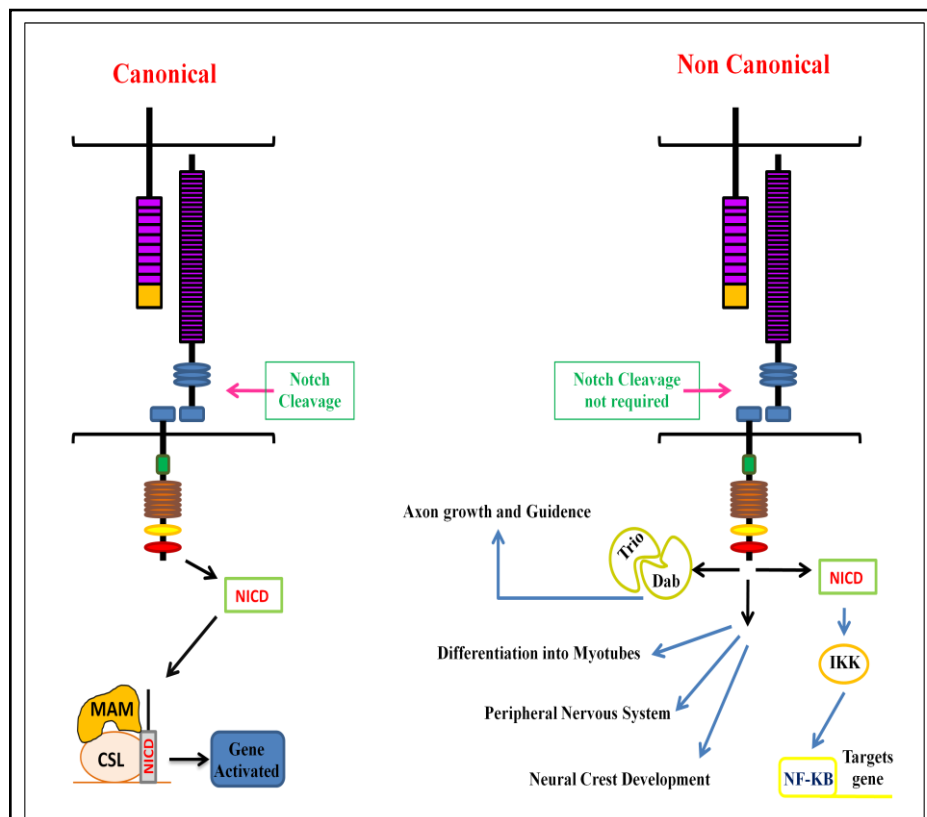 Canonical
Notch
Cleavage
NICD
MAM
CSL
NICD
Gene
Activated
Non Canonical
Notch Cleavage
not required
Axon growth and Guidence
Trio
Dab
NICD
Differentiation into Myotubes
IKK
Peripheral Nervous System
Neural Crest Development
NF-KB
Targets
gene